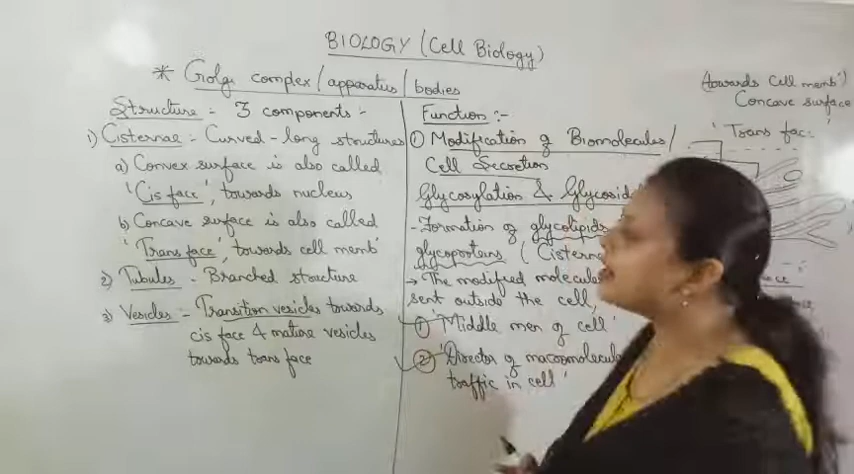 BIOLOGY (Cell Biology)
* Golgi complex/apparatus/bodies
Structure - 3 components :-
1) Cisternae - Curved-long structures
a) Convex surface is also called
'Cis face', towards nucleus
b) Concave surface is also called
'Trans face', towards cell memb'
2) Tubules - Branched structure
3) Vesicles - Transition vesicles towards
cis face & mature vesicles
towards trans face
Function :-
① Modification of Biomolecules/
Cell Secretion
Glycosylation &
- Formation of glycolipids
glycoproteins (
→ The modified molecules
sent outside the cell,
① 'Middle men of cell'
② 'Director of
traffic in cell'
(towards cell memb')
Concave surface
'Trans face'